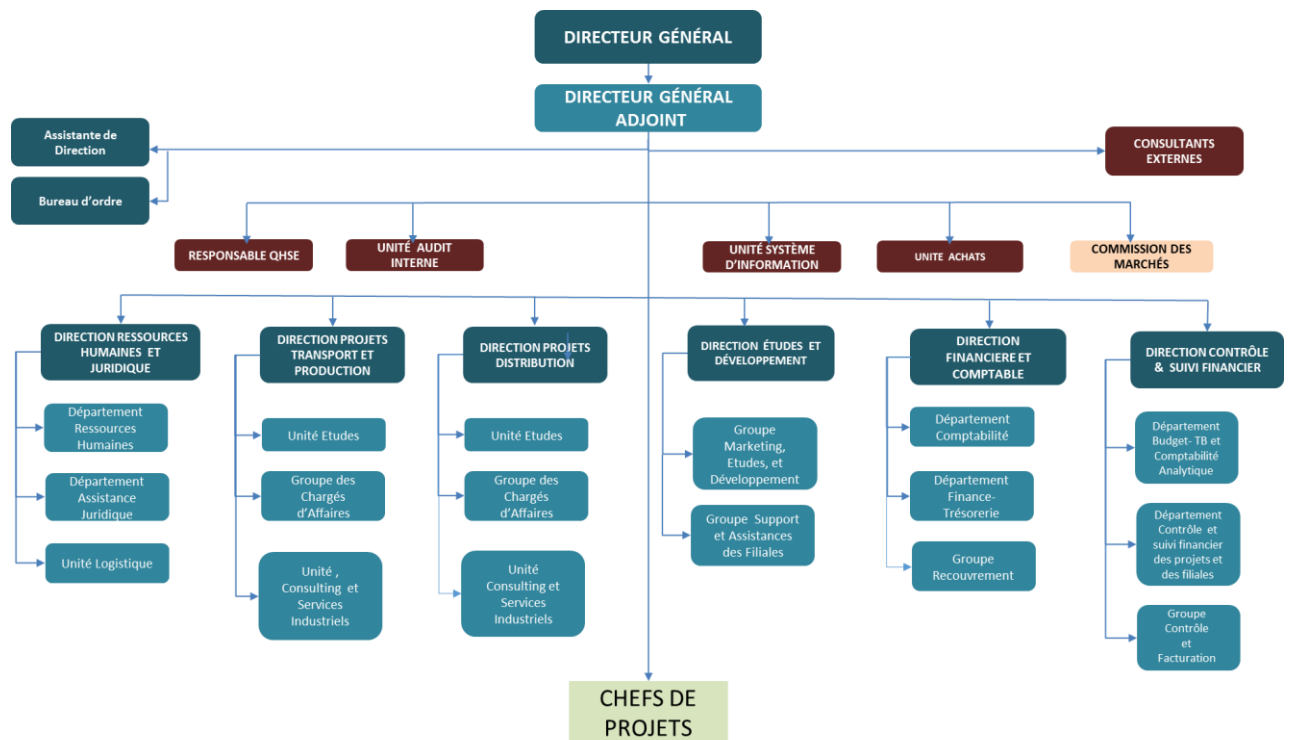 DIRECTEUR GÉNÉRAL
DIRECTEUR GÉNÉRAL
ADJOINT
Assistante de
Direction
CONSULTANTS
EXTERNES
Bureau d'ordre
RESPONSABLE QHSE
UNITÉ AUDIT
INTERNE
UNITÉ SYSTÈME
D'INFORMATION
UNITE ACHATS
COMMISSION DES
MARCHÉS
DIRECTION RESSOURCES
HUMAINES ET
JURIDIQUE
DIRECTION PROJETS
TRANSPORT ET
PRODUCTION
DIRECTION PROJETS
DISTRIBUTION
DIRECTION ÉTUDES ET
DÉVELOPPEMENT
DIRECTION
FINANCIERE ET
COMPTABLE
DIRECTION CONTRÔLE
& SUIVI FINANCIER
Département
Ressources
Humaines
Département
Assistance
Juridique
Unité Logistique
Unité Etudes
Groupe des
Chargés
d'Affaires
Unité , 
Consulting et
Services
Industriels
Unité Etudes
Groupe des
Chargés
d'Affaires
Unité
Consulting et
Services
Industriels
Groupe
Marketing,
Etudes, et
Développement
Groupe Support
et Assistances
des Filiales
Département
Comptabilité
Département
Finance-
Trésorerie
Groupe
Recouvrement
Département
Budget- TB et
Comptabilité
Analytique
Département
Contrôle et
suivi financier
des projets et
des filiales
Groupe
Contrôle
et
Facturation
CHEFS DE
PROJETS